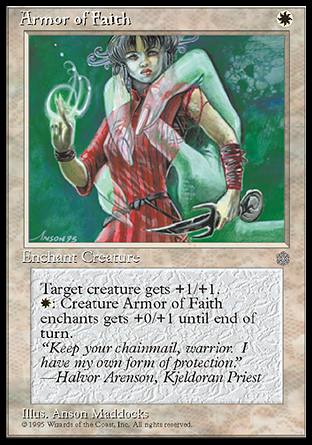 Armor of Faith
ANSON 95
Enchant Creature
Target creature gets +1/+1.
: Creature Armor of Faith
enchants gets +0/+1 until end of
turn.
“Keep your chainmail, warrior. I
have my own form of protection.”
—Halvor Arenson, Kjeldoran Priest
Illus. Anson Maddocks
©1995 Wizards of the Coast, Inc. All rights reserved.